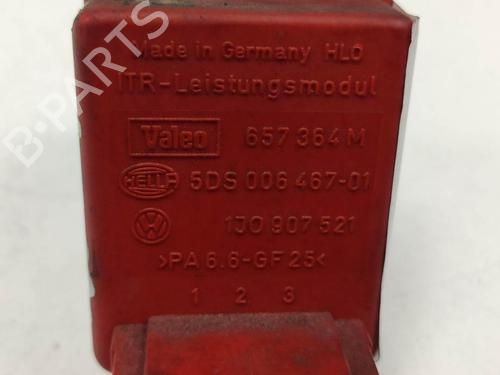 B-PARTS
Made in Germany HLO
ITR-Leistungsmodul
Valeo 657 364 M
HELLA 5DS 006 467-01
VW 1J0 907 521
>PA 6.6-GF 25<
1 2 3